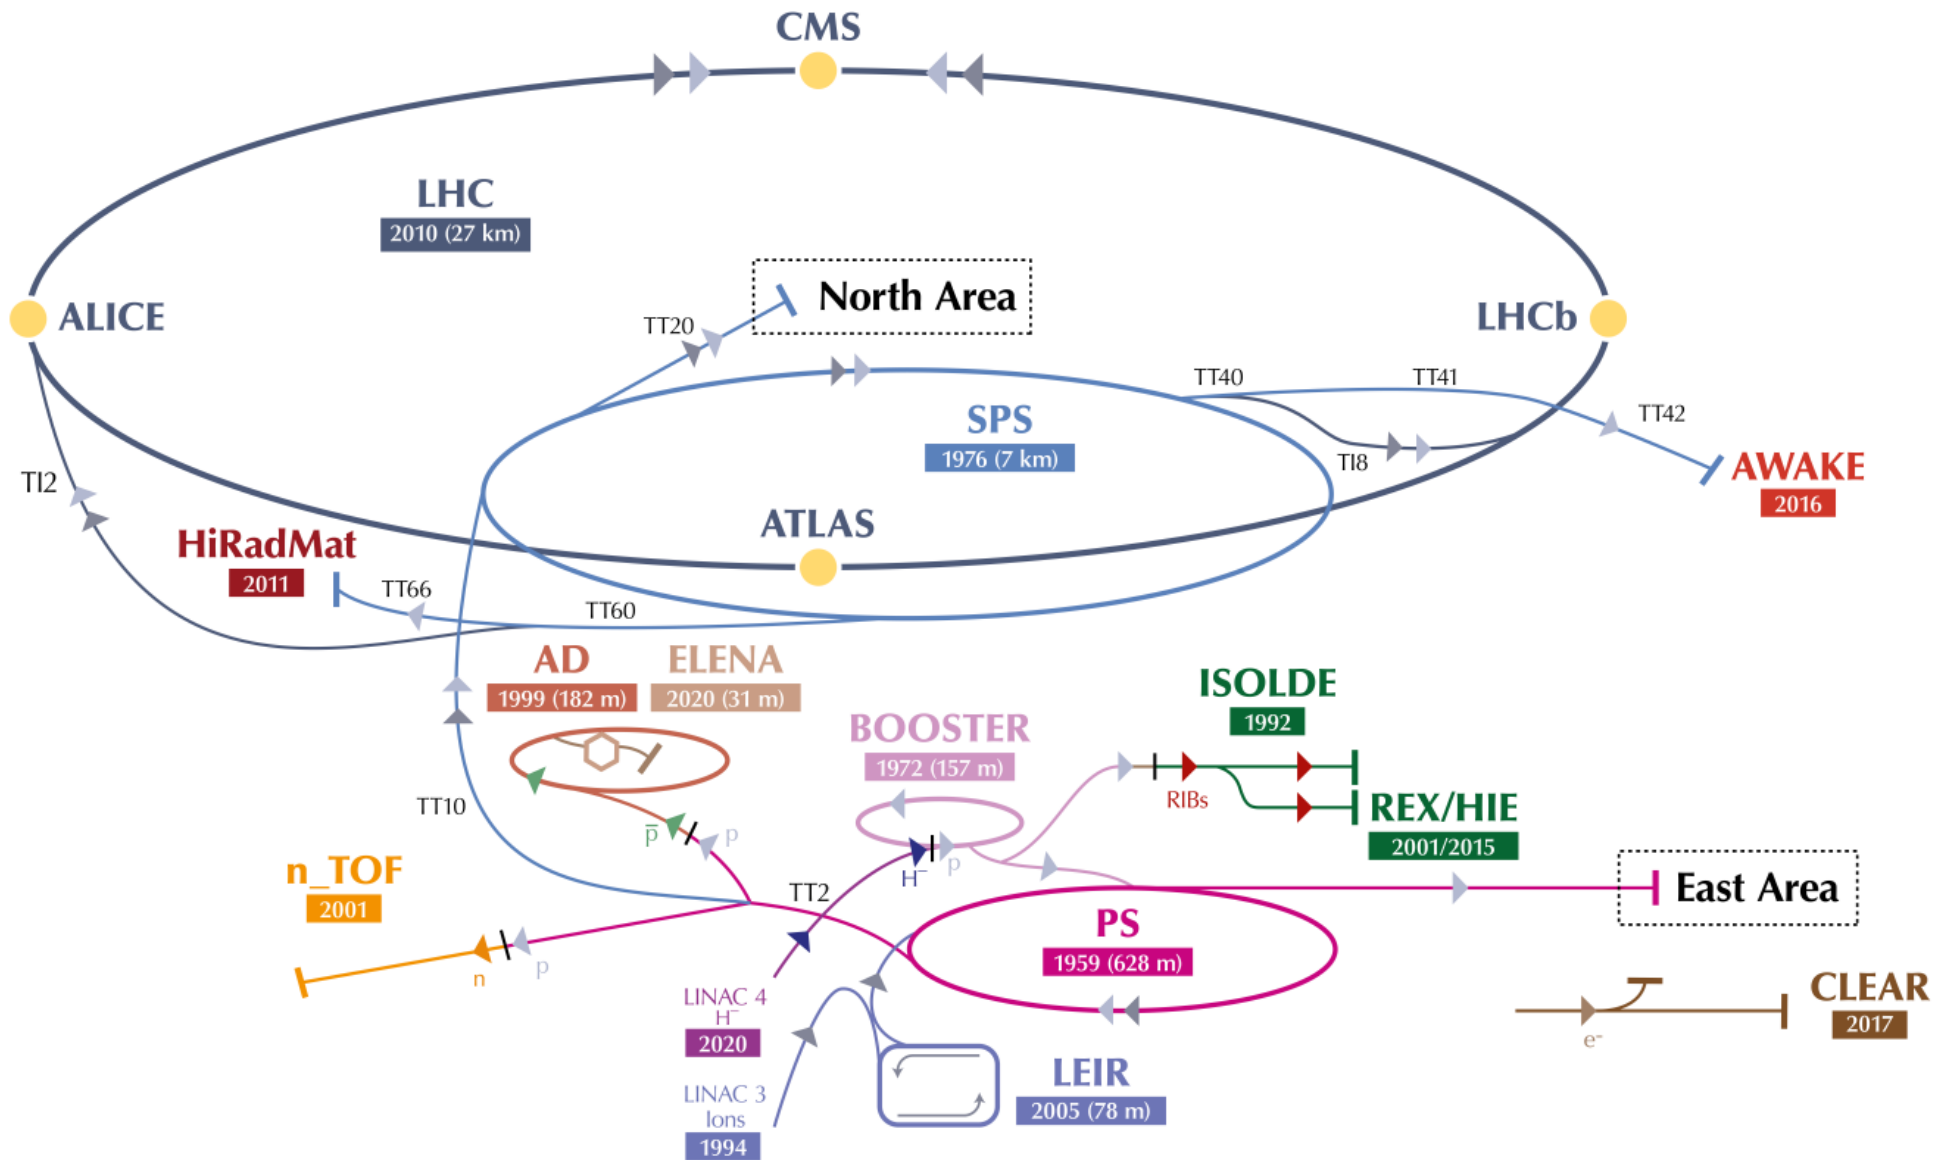 CMS
LHC
2010 (27 km)
North Area
ALICE
LHCb
TT20
TT40
TT41
TT42
SPS
1976 (7 km)
TI8
AWAKE
2016
TI2
ATLAS
HiRadMat
2011
TT66
TT60
AD
1999 (182 m)
ELENA
2020 (31 m)
ISOLDE
1992
BOOSTER
1972 (157 m)
RIBs
REX/HIE
2001/2015
TT10
p̄
p
H⁻
p
n_TOF
2001
TT2
East Area
PS
1959 (628 m)
n
p
LINAC 4
H⁻
2020
CLEAR
2017
e⁻
LEIR
2005 (78 m)
LINAC 3
Ions
1994